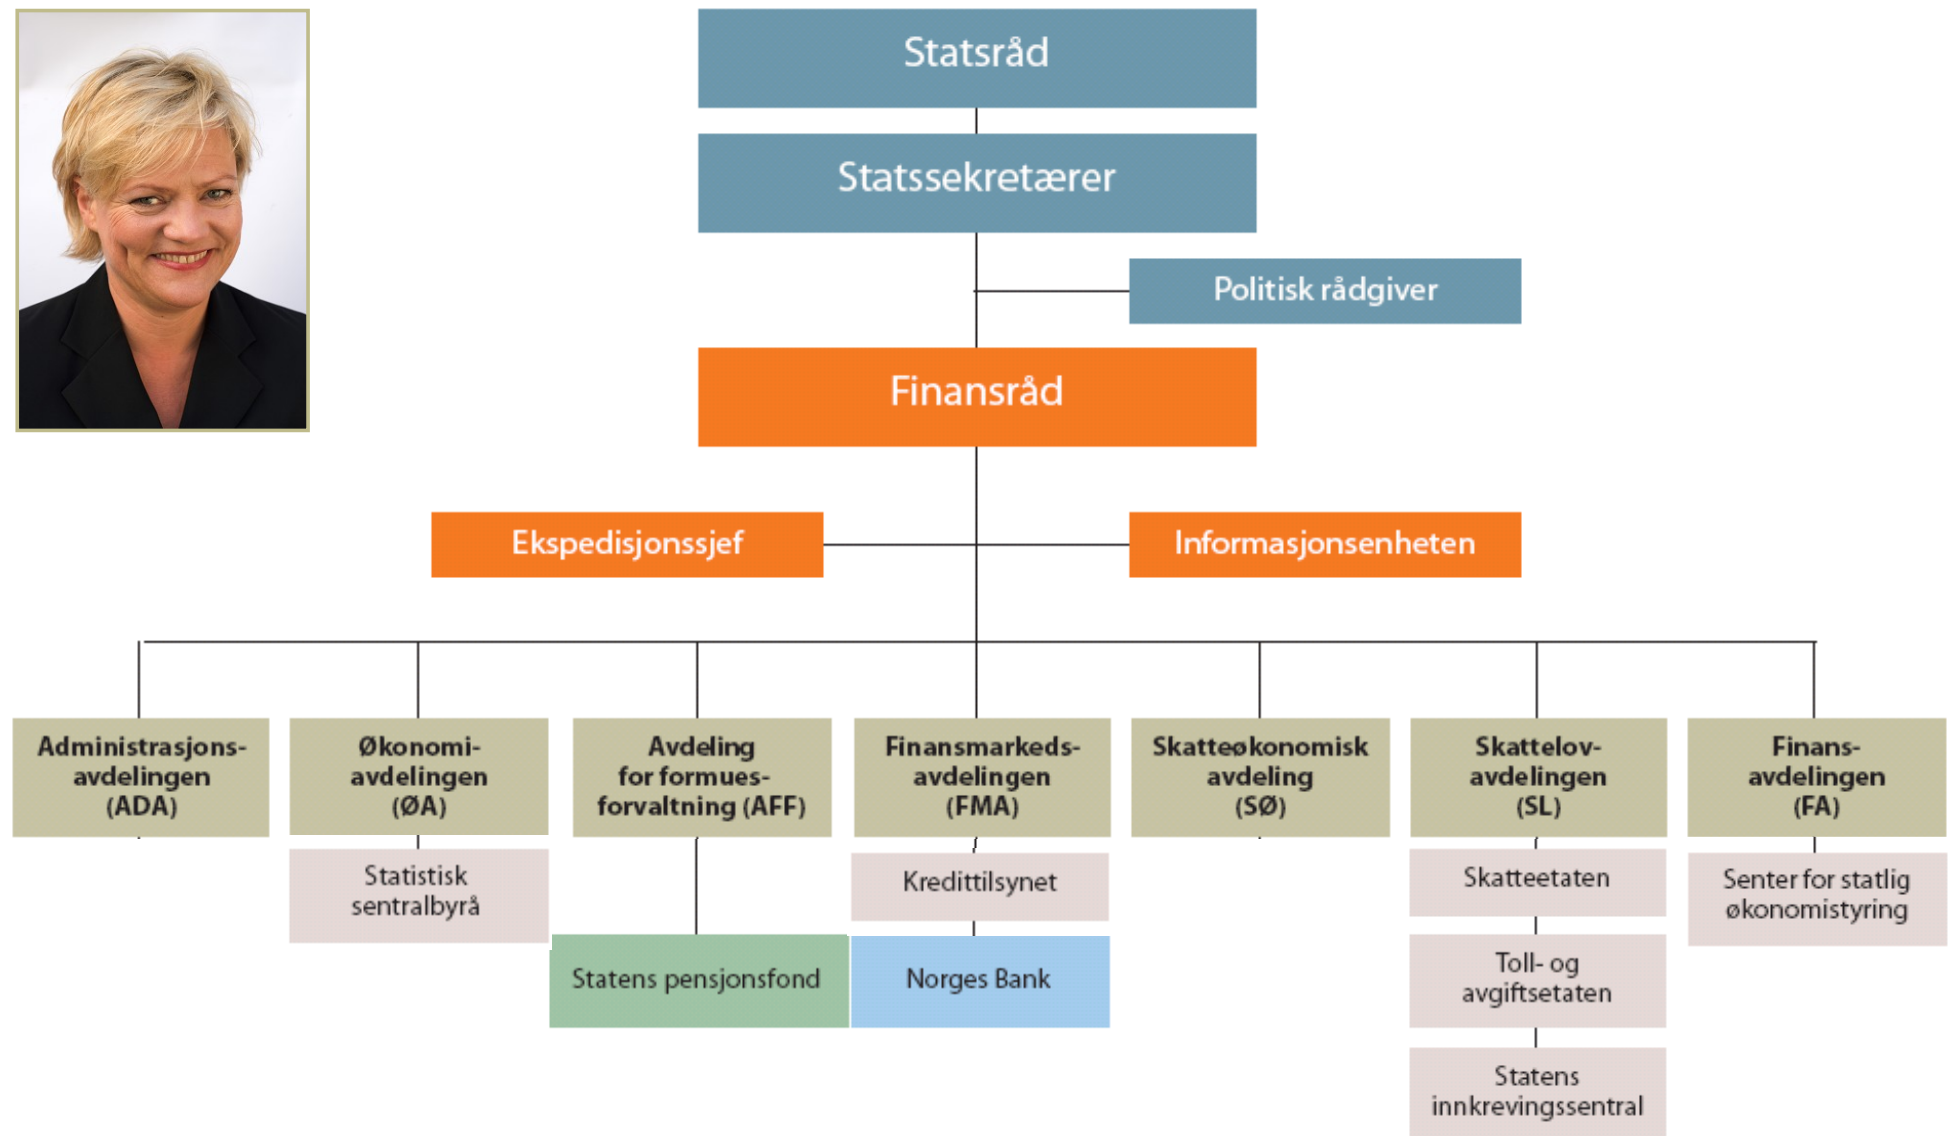 Statsråd
Statssekretærer
Politisk rådgiver
Finansråd
Ekspedisjonssjef
Informasjonsenheten
Administrasjons-
avdelingen
(ADA)
Økonomi-
avdelingen
(ØA)
Avdeling
for formues-
forvaltning (AFF)
Finansmarkeds-
avdelingen
(FMA)
Skatteøkonomisk
avdeling
(SØ)
Skattelov-
avdelingen
(SL)
Finans-
avdelingen
(FA)
Statistisk
sentralbyrå
Statens pensjonsfond
Kredittilsynet
Norges Bank
Skatteetaten
Toll- og
avgiftsetaten
Statens
innkrevingssentral
Senter for statlig
økonomistyring